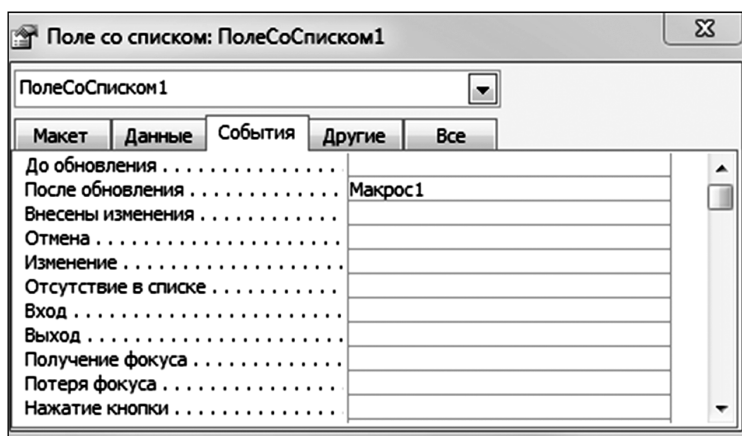 Поле со списком: ПолеСоСписком1
ПолеСоСписком1
Макет Данные События Другие Все
До обновления . . . . . . . . . . . . . . .
После обновления . . . . . . . . . . . . . Макрос1
Внесены изменения . . . . . . . . . . . .
Отмена . . . . . . . . . . . . . . . . . . . . .
Изменение . . . . . . . . . . . . . . . . . . .
Отсутствие в списке . . . . . . . . . . .
Вход . . . . . . . . . . . . . . . . . . . . . . .
Выход . . . . . . . . . . . . . . . . . . . . . .
Получение фокуса . . . . . . . . . . . . .
Потеря фокуса . . . . . . . . . . . . . . .
Нажатие кнопки . . . . . . . . . . . . . .